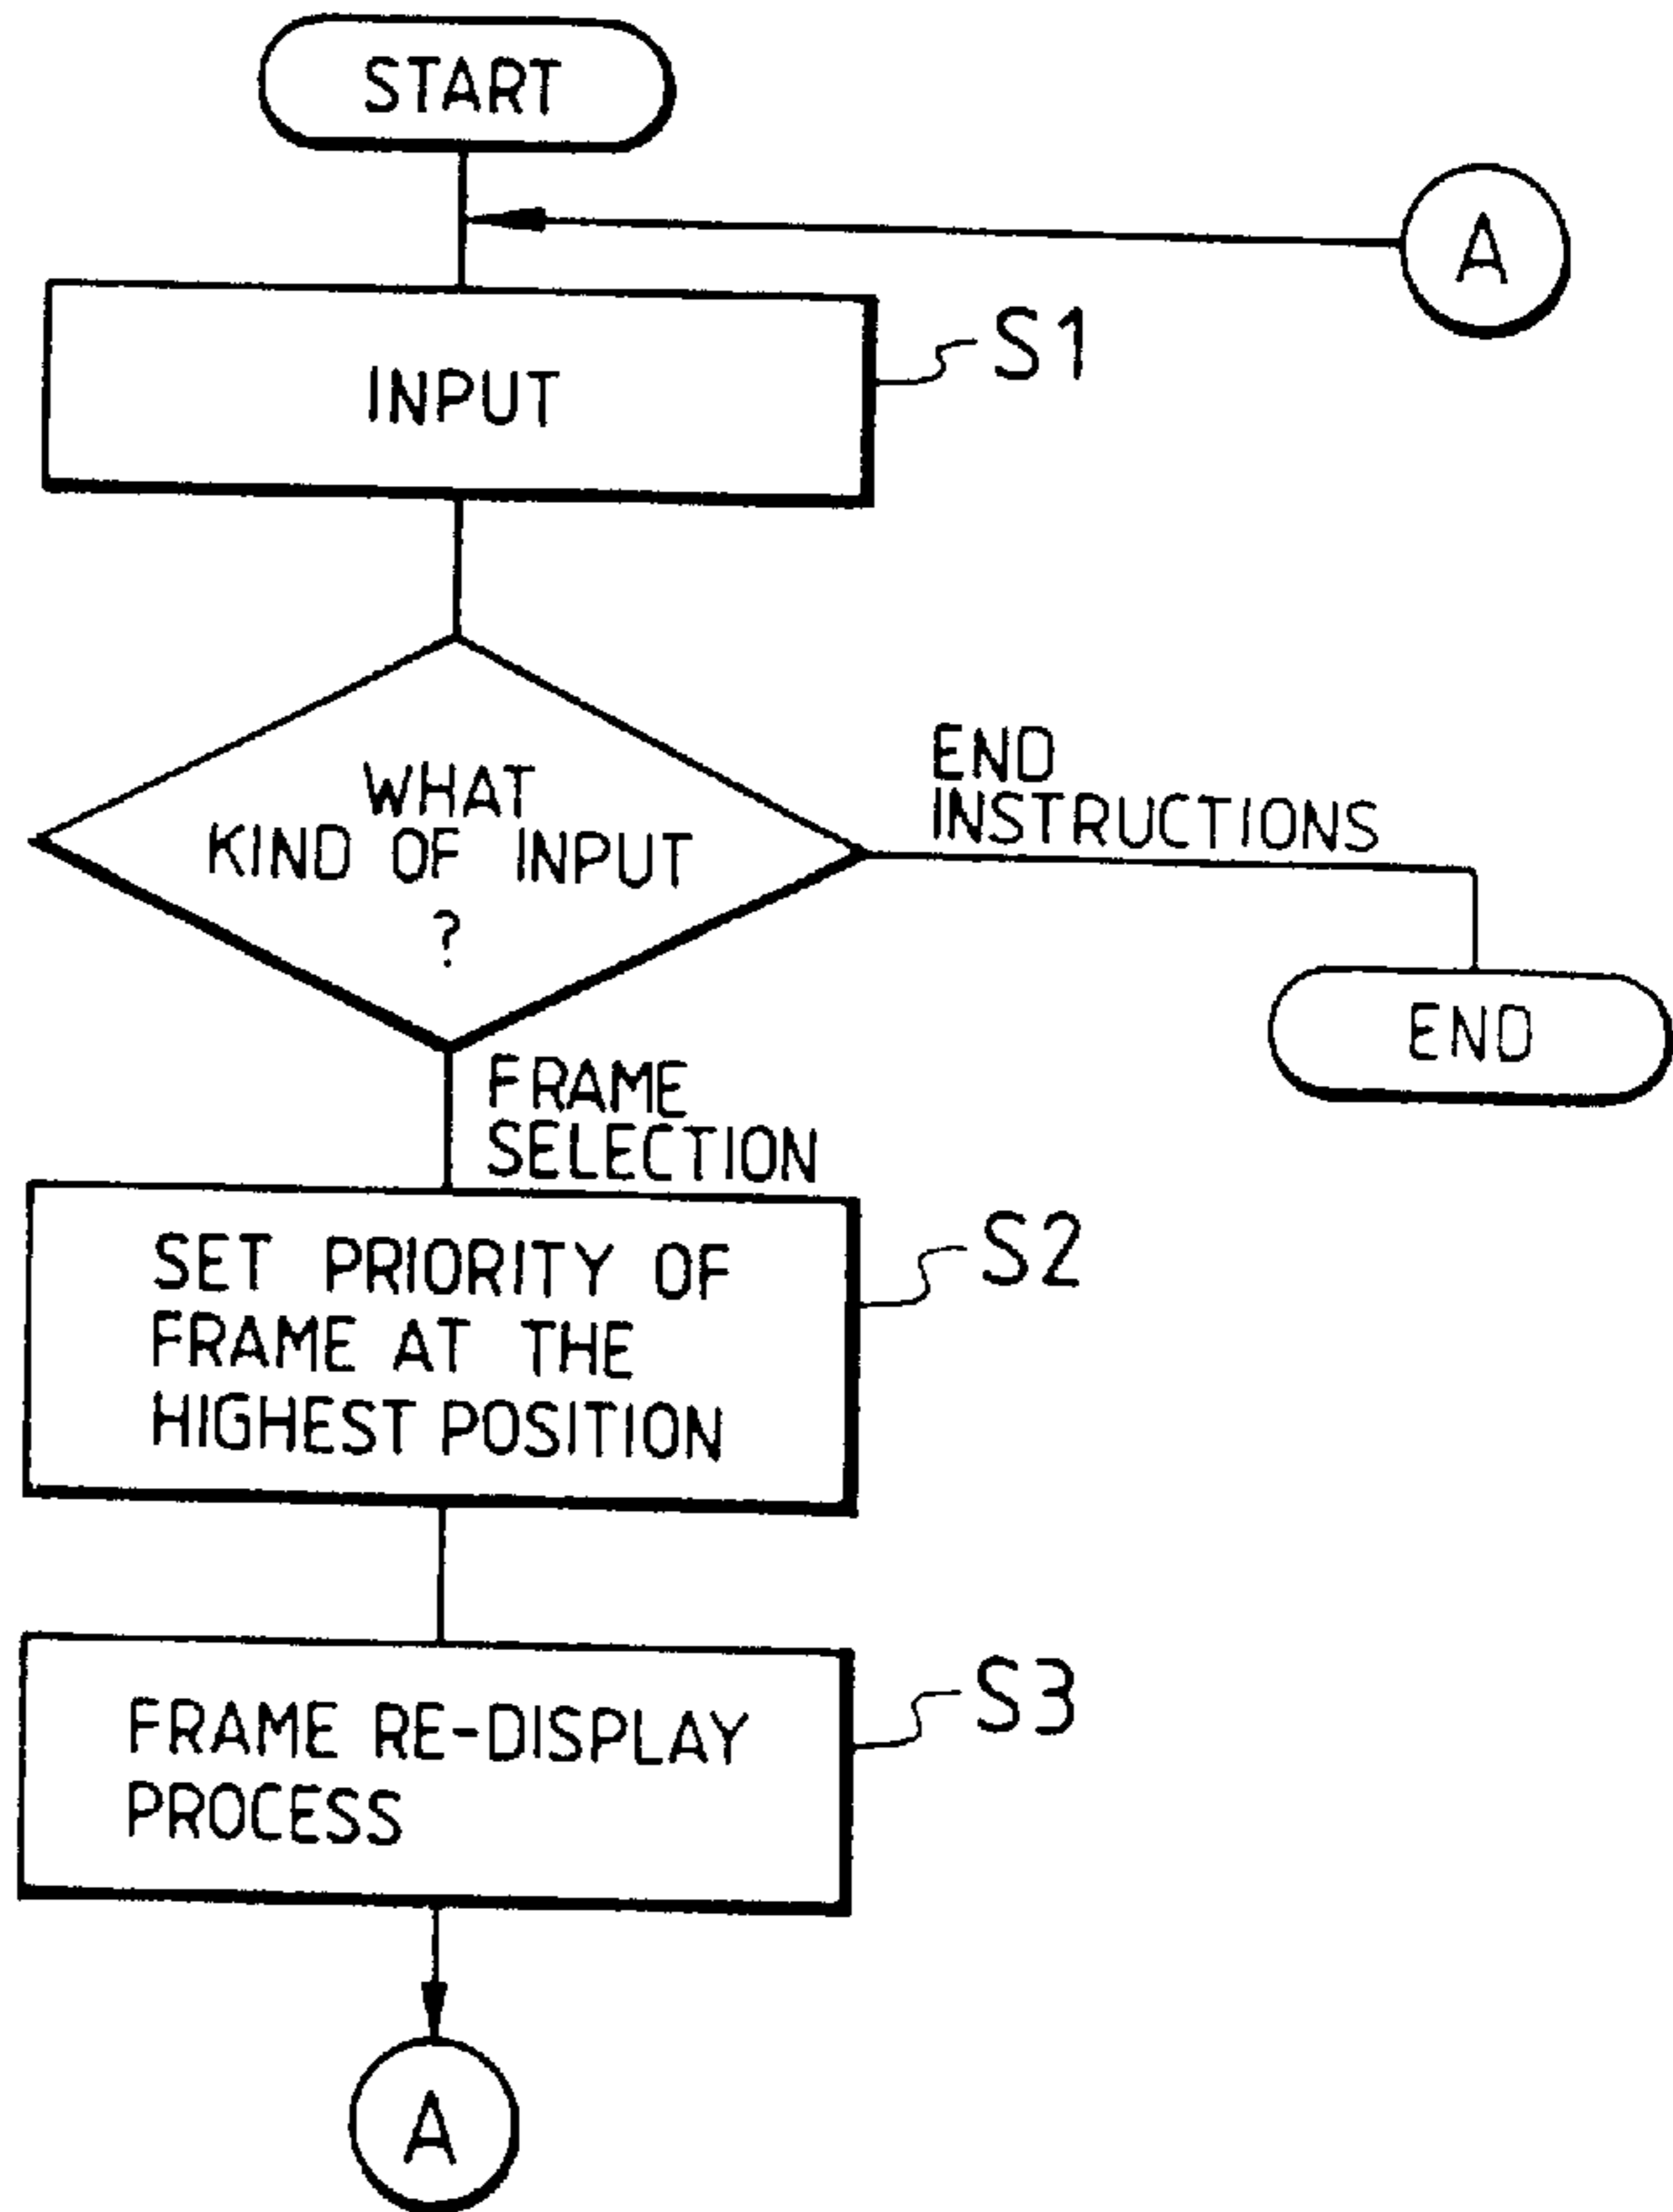 START
A
INPUT
S1
WHAT
KIND OF INPUT
?
END
INSTRUCTIONS
END
FRAME
SELECTION
SET PRIORITY OF
FRAME AT THE
HIGHEST POSITION
S2
FRAME RE-DISPLAY
PROCESS
S3
A